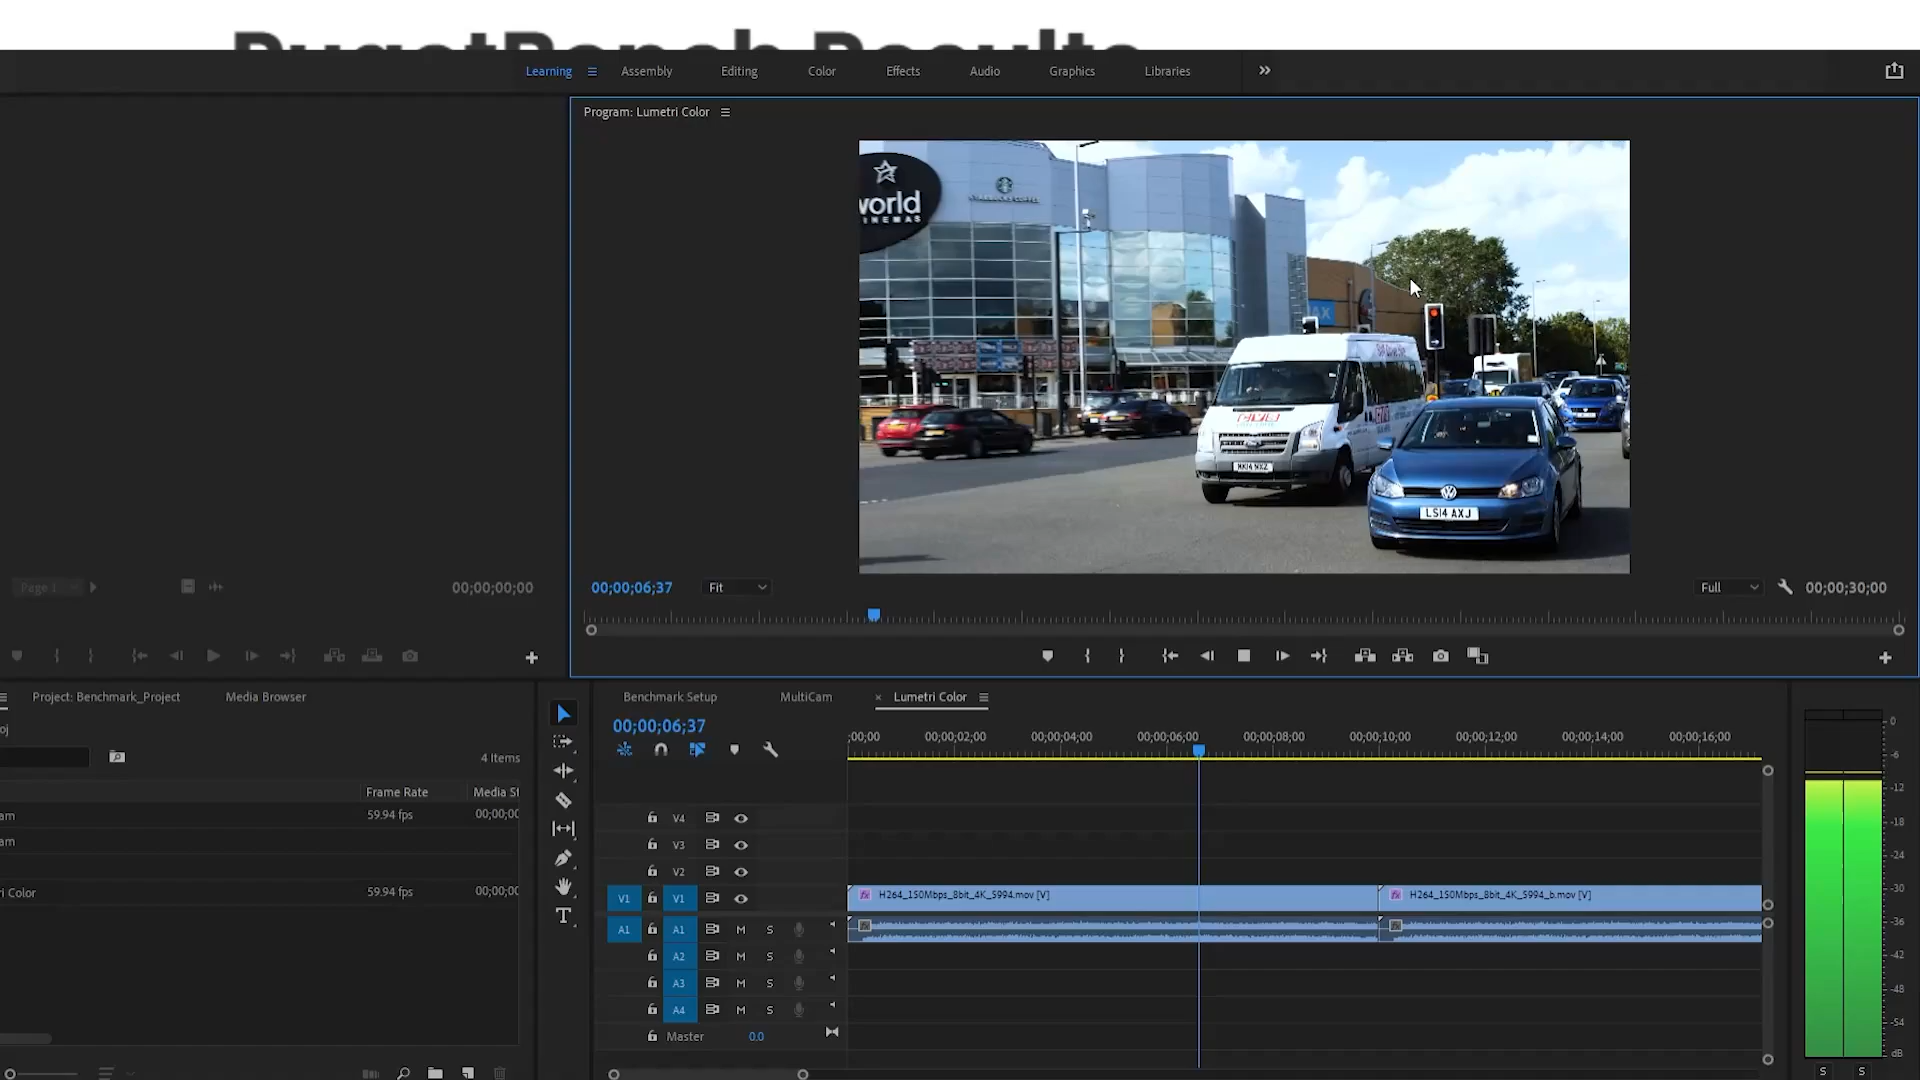 PugetBench Results
Learning Assembly Editing Color Effects Audio Graphics Libraries
Program: Lumetri Color
world
CINEMAS
STARBUCKS COFFEE
LS14 AXJ
Page 1 00;00;00;00 00;00;06;37 Fit Full 00;00;30;00
Project: Benchmark_Project Media Browser
Benchmark Setup MultiCam Lumetri Color
00;00;06;37
;00;00 00;00;02;00 00;00;04;00 00;00;06;00 00;00;08;00 00;00;10;00 00;00;12;00 00;00;14;00 00;00;16;00
4 Items
Frame Rate Media St
am 59.94 fps 00;00;00
am
i Color 59.94 fps 00;00;00
V4
V3
V2
V1 V1 fx H264_150Mbps_8bit_4K_5994.mov [V] fx H264_150Mbps_8bit_4K_5994_b.mov [V]
A1 A1 M S
A2 M S
A3 M S
A4 M S
Master 0.0
0
-6
-12
-18
-24
-30
-36
-42
-48
-54
dB
S S